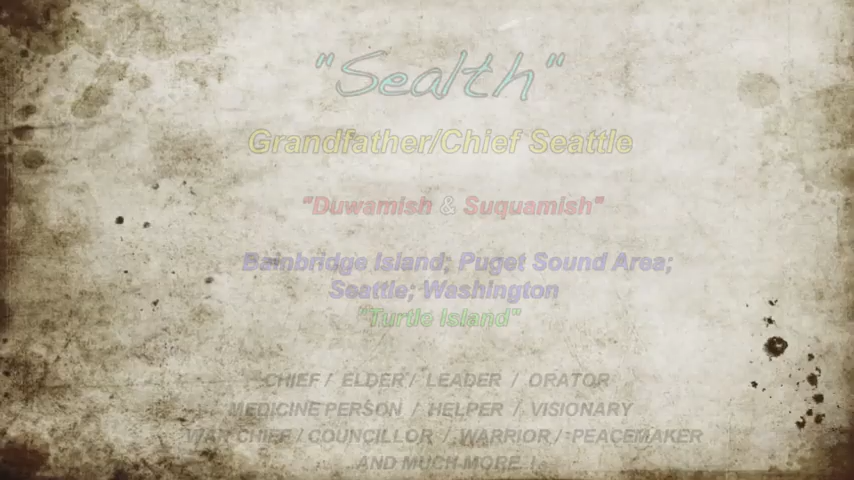 "Sealth"
Grandfather/Chief Seattle
"Duwamish & Suquamish"
Bambridge Island; Puget Sound Area;
Seattle; Washington
"Turtle Island"
CHIEF / ELDER / LEADER / ORATOR
MEDICINE PERSON / HELPER / VISIONARY
WAR CHIEF / COUNCILLOR / WARRIOR / PEACEMAKER
AND MUCH MORE !